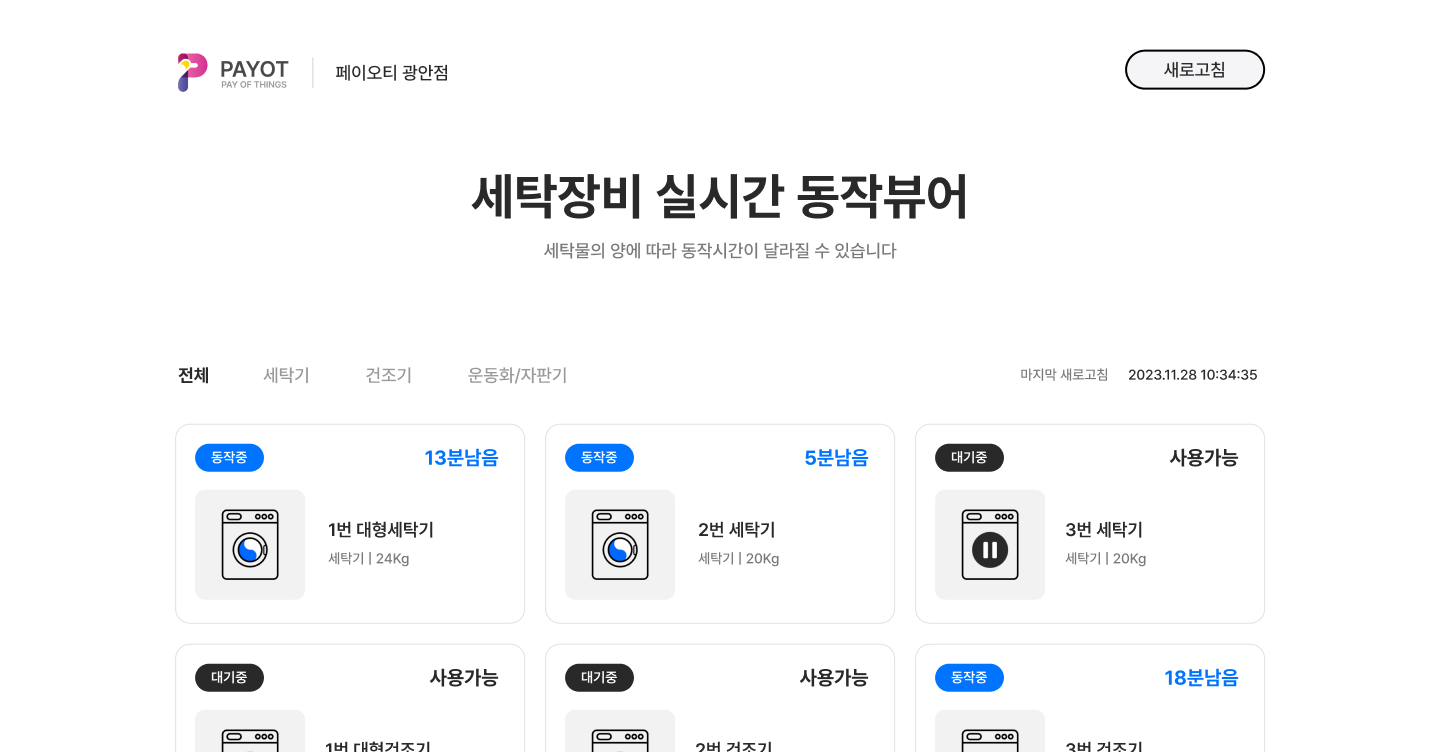 PAYOT
PAY OF THINGS
페이오티 광안점
새로고침
세탁장비 실시간 동작뷰어
세탁물의 양에 따라 동작시간이 달라질 수 있습니다
전체 세탁기 건조기 운동화/자판기
마지막 새로고침 2023.11.28 10:34:35
동작중 13분남음
1번 대형세탁기
세탁기 | 24Kg
동작중 5분남음
2번 세탁기
세탁기 | 20Kg
대기중 사용가능
3번 세탁기
세탁기 | 20Kg
대기중 사용가능
1번 대형건조기
대기중 사용가능
2번 건조기
동작중 18분남음
3번 건조기